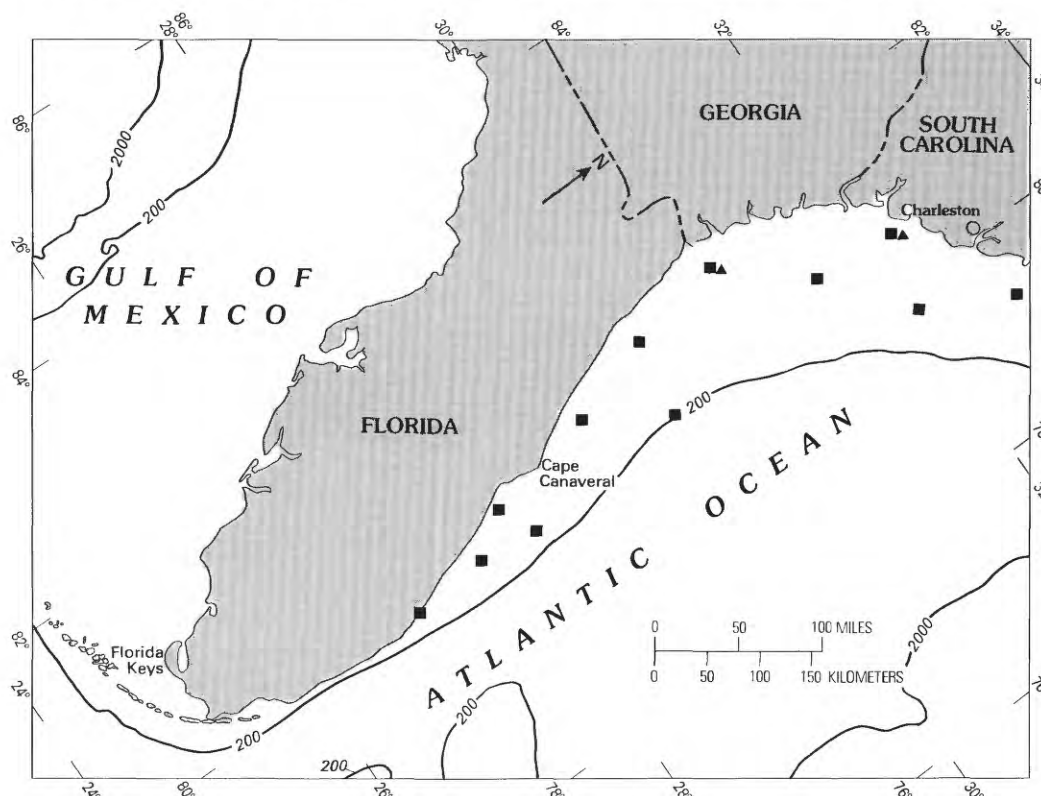 86°
28°
30°
84°
32°
82°
34°
GEORGIA
SOUTH
CAROLINA
2000
86°
200
N
Charleston
26°
GULF OF
MEXICO
84°
FLORIDA
200
Cape
Canaveral
ATLANTIC OCEAN
0 50 100 MILES
0 50 100 150 KILOMETERS
2000
Florida
Keys
82°
24°
200
200
200
24°
80°
26°
78°
28°
76°
30°